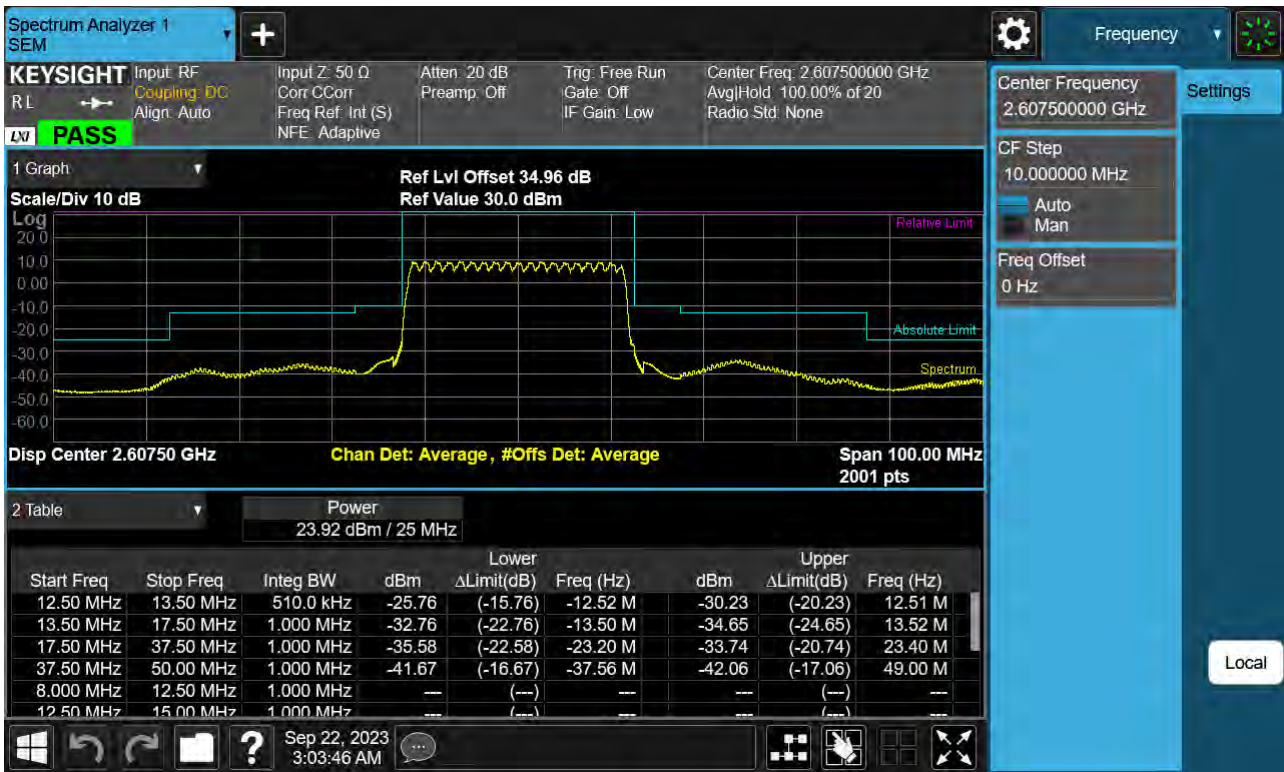 Spectrum Analyzer 1
SEM
+
Frequency
KEYSIGHT
R L
LXI
PASS
Input: RF
Coupling: DC
Align: Auto
Input Z: 50 Ω
Corr CCorr
Freq Ref: Int (S)
NFE: Adaptive
Atten: 20 dB
Preamp: Off
Trig: Free Run
Gate: Off
IF Gain: Low
Center Freq: 2.607500000 GHz
Avg|Hold: 100.00% of 20
Radio Std: None
Center Frequency
2.607500000 GHz
Settings
CF Step
10.000000 MHz
Auto
Man
Freq Offset
0 Hz
Local
1 Graph
Scale/Div 10 dB
Ref Lvl Offset 34.96 dB
Ref Value 30.0 dBm
Log
20.0
10.0
0.00
-10.0
-20.0
-30.0
-40.0
-50.0
-60.0
Relative Limit
Absolute Limit
Spectrum
Disp Center 2.60750 GHz
Chan Det: Average, #Offs Det: Average
Span 100.00 MHz
2001 pts
2 Table
Power
23.92 dBm / 25 MHz
Lower Upper
Start Freq Stop Freq Integ BW dBm ΔLimit(dB) Freq (Hz) dBm ΔLimit(dB) Freq (Hz)
12.50 MHz 13.50 MHz 510.0 kHz -25.76 (-15.76) -12.52 M -30.23 (-20.23) 12.51 M
13.50 MHz 17.50 MHz 1.000 MHz -32.76 (-22.76) -13.50 M -34.65 (-24.65) 13.52 M
17.50 MHz 37.50 MHz 1.000 MHz -35.58 (-22.58) -23.20 M -33.74 (-20.74) 23.40 M
37.50 MHz 50.00 MHz 1.000 MHz -41.67 (-16.67) -37.56 M -42.06 (-17.06) 49.00 M
8.000 MHz 12.50 MHz 1.000 MHz --- (---) --- --- (---) ---
12.50 MHz 15.00 MHz 1.000 MHz --- (---) --- --- (---) ---
?
Sep 22, 2023
3:03:46 AM